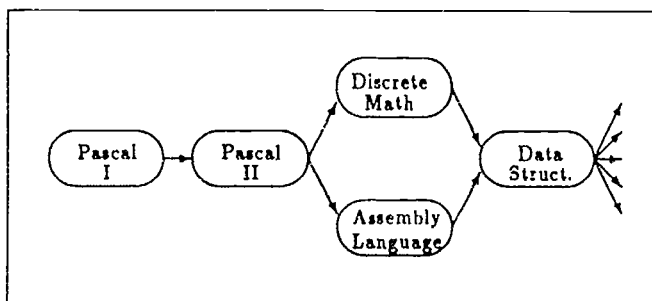 Pascal
I
Pascal
II
Discrete
Math
Assembly
Language
Data
Struct.